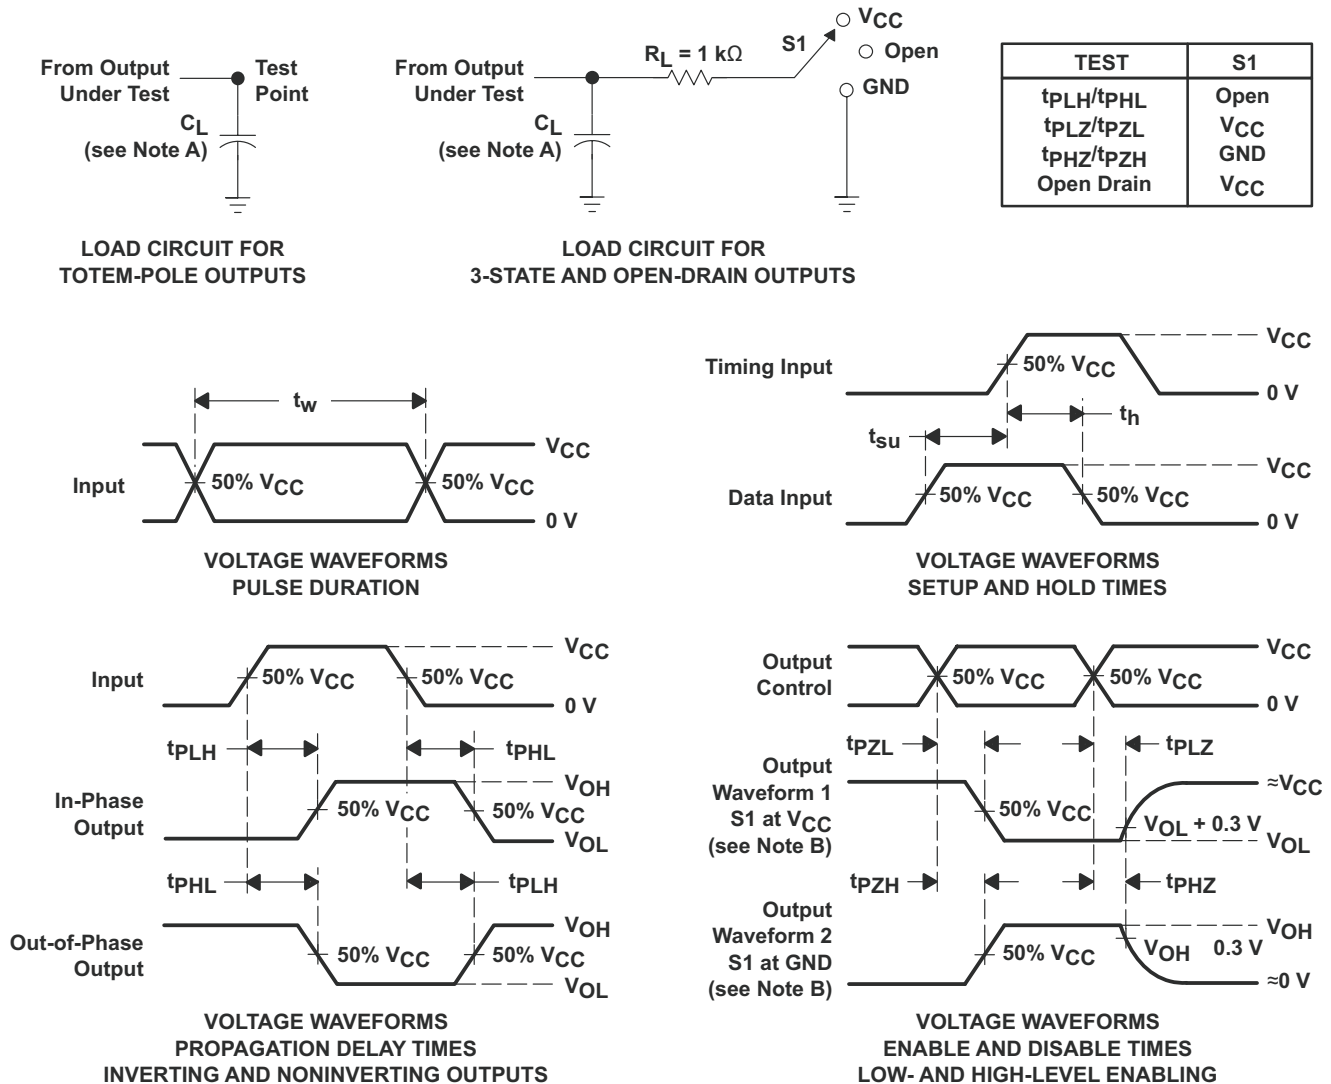 From Output
Under Test
Test
Point
CL
(see Note A)
LOAD CIRCUIT FOR
TOTEM-POLE OUTPUTS
From Output
Under Test
RL = 1 kΩ
S1
VCC
Open
GND
CL
(see Note A)
LOAD CIRCUIT FOR
3-STATE AND OPEN-DRAIN OUTPUTS
TEST S1
tPLH/tPHL Open
tPLZ/tPZL VCC
tPHZ/tPZH GND
Open Drain VCC
tw
Input
50% VCC
50% VCC
VCC
0 V
VOLTAGE WAVEFORMS
PULSE DURATION
Timing Input
50% VCC
VCC
0 V
tsu
th
Data Input
50% VCC
50% VCC
VCC
0 V
VOLTAGE WAVEFORMS
SETUP AND HOLD TIMES
Input
50% VCC
50% VCC
VCC
0 V
tPLH
tPHL
In-Phase
Output
50% VCC
50% VCC
VOH
VOL
tPHL
tPLH
Out-of-Phase
Output
50% VCC
50% VCC
VOH
VOL
VOLTAGE WAVEFORMS
PROPAGATION DELAY TIMES
INVERTING AND NONINVERTING OUTPUTS
Output
Control
50% VCC
50% VCC
VCC
0 V
tPZL
tPLZ
Output
Waveform 1
S1 at VCC
(see Note B)
50% VCC
VOL + 0.3 V
≈VCC
VOL
tPZH
tPHZ
Output
Waveform 2
S1 at GND
(see Note B)
50% VCC
VOH 0.3 V
VOH
≈0 V
VOLTAGE WAVEFORMS
ENABLE AND DISABLE TIMES
LOW- AND HIGH-LEVEL ENABLING